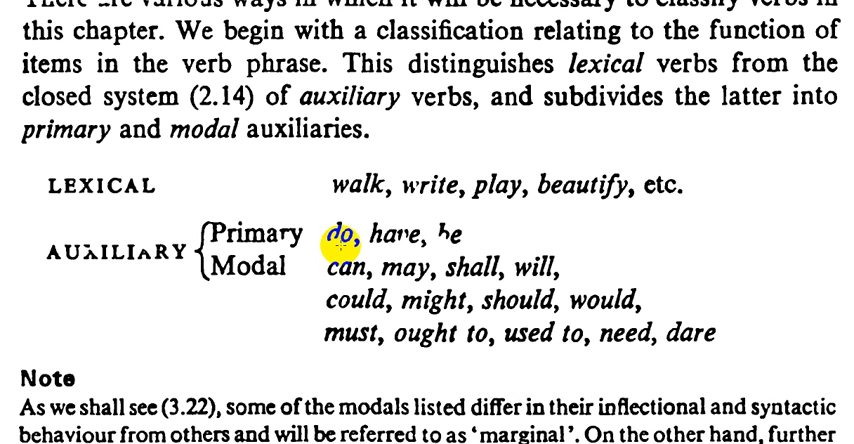 this chapter. We begin with a classification relating to the function of
items in the verb phrase. This distinguishes lexical verbs from the
closed system (2.14) of auxiliary verbs, and subdivides the latter into
primary and modal auxiliaries.
LEXICAL walk, write, play, beautify, etc.
AUXILIARY Primary do, have, be
Modal can, may, shall, will,
could, might, should, would,
must, ought to, used to, need, dare
Note
As we shall see (3.22), some of the modals listed differ in their inflectional and syntactic
behaviour from others and will be referred to as ‘marginal’. On the other hand, further